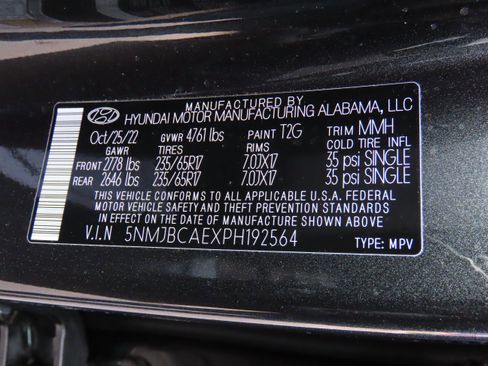 MANUFACTURED BY
HYUNDAI MOTOR MANUFACTURING ALABAMA, LLC
Oct/25/22 GVWR 4761 lbs PAINT T2G TRIM MMH
GAWR TIRES RIMS COLD TIRE INFL
FRONT 2778 lbs 235/65R17 7.0JX17 35 psi SINGLE
REAR 2646 lbs 235/65R17 7.0JX17 35 psi SINGLE
THIS VEHICLE CONFORMS TO ALL APPLICABLE U.S.A. FEDERAL
MOTOR VEHICLE SAFETY AND THEFT PREVENTION STANDARDS
IN EFFECT ON THE DATE OF MANUFACTURE SHOWN ABOVE.
V.I.N 5NMJBCAEXPH192564 TYPE: MPV